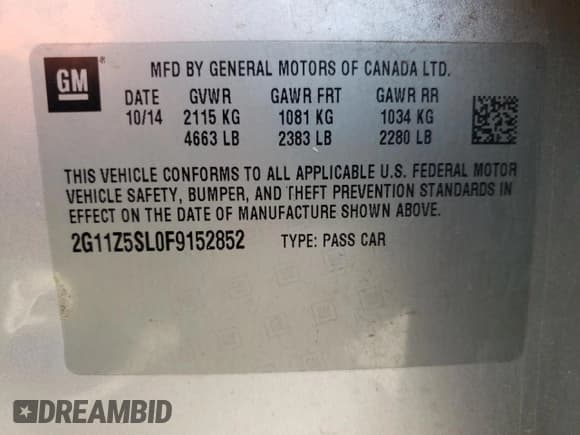 GM
MFD BY GENERAL MOTORS OF CANADA LTD.
DATE GVWR GAWR FRT GAWR RR
10/14 2115 KG 1081 KG 1034 KG
4663 LB 2383 LB 2280 LB
THIS VEHICLE CONFORMS TO ALL APPLICABLE U.S. FEDERAL MOTOR
VEHICLE SAFETY, BUMPER, AND THEFT PREVENTION STANDARDS IN
EFFECT ON THE DATE OF MANUFACTURE SHOWN ABOVE.
2G11Z5SL0F9152852 TYPE: PASS CAR
DREAMBID